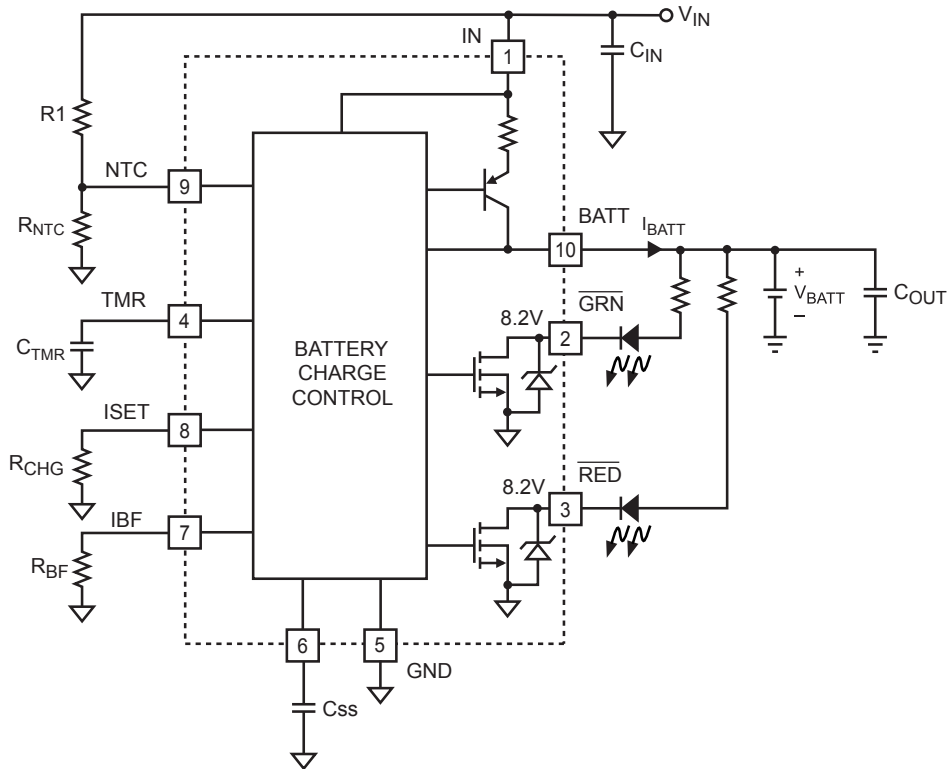 V_IN
IN
1
C_IN
R1
NTC
9
R_NTC
BATT
I_BATT
10
TMR
4
C_TMR
+
V_BATT
–
C_OUT
8.2V
GRN
2
BATTERY
CHARGE
CONTROL
ISET
8
R_CHG
8.2V
RED
3
IBF
7
R_BF
6
5
GND
Css